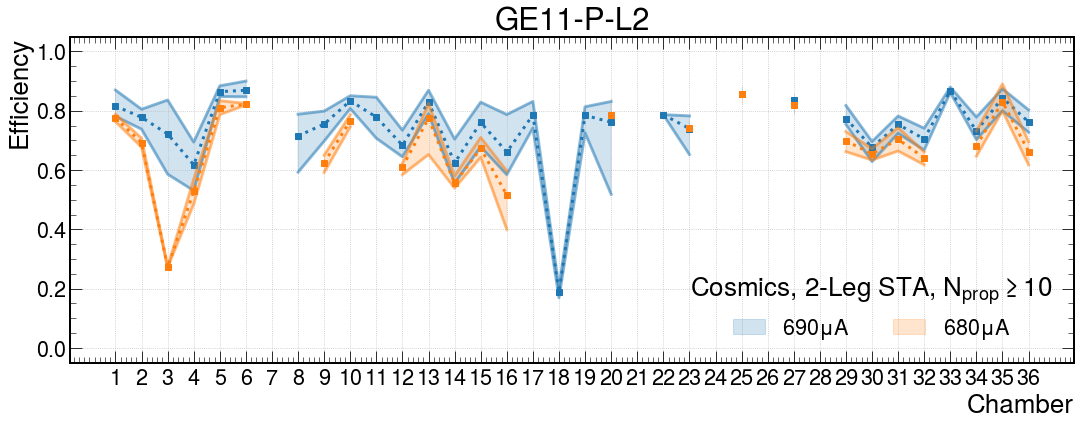 GE11-P-L2
Efficiency
1.0
0.8
0.6
0.4
0.2
0.0
Cosmics, 2-Leg STA, Nprop ≥ 10
690μA 680μA
1 2 3 4 5 6 7 8 9 10 11 12 13 14 15 16 17 18 19 20 21 22 23 24 25 26 27 28 29 30 31 32 33 34 35 36
Chamber